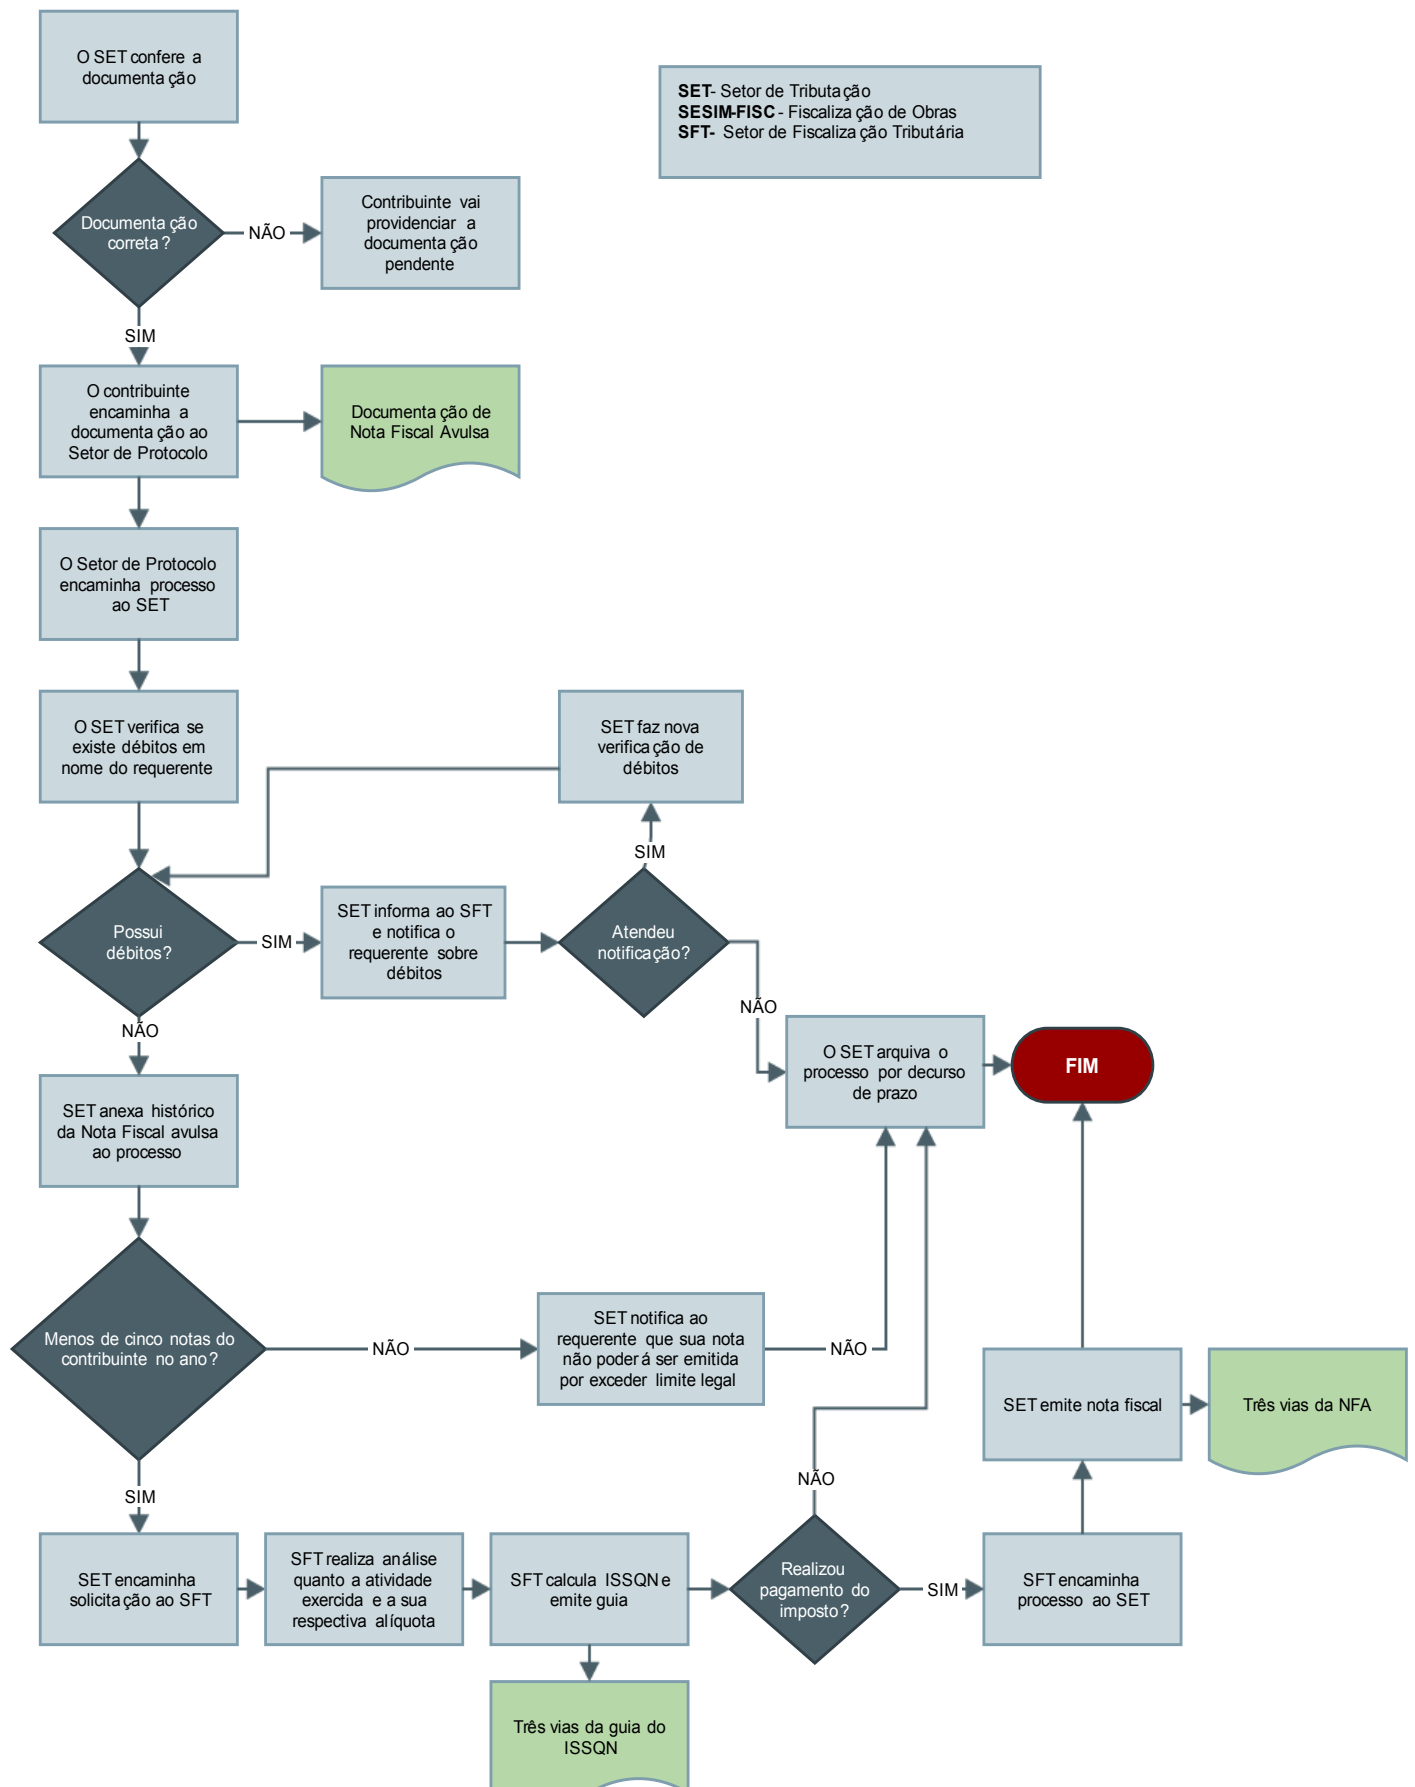 O SET confere a
documentação
SET- Setor de Tributação
SESIM-FISC - Fiscalização de Obras
SFT- Setor de Fiscalização Tributária
Documentação
correta?
NÃO
Contribuinte vai
providenciar a
documentação
pendente
SIM
O contribuinte
encaminha a
documentação ao
Setor de Protocolo
Documentação de
Nota Fiscal Avulsa
O Setor de Protocolo
encaminha processo
ao SET
O SET verifica se
existe débitos em
nome do requerente
SET faz nova
verificação de
débitos
SIM
Possui
débitos?
SIM
SET informa ao SFT
e notifica o
requerente sobre
débitos
Atendeu
notificação?
NÃO
NÃO
O SET arquiva o
processo por decurso
de prazo
FIM
SET anexa histórico
da Nota Fiscal avulsa
ao processo
Menos de cinco notas do
contribuinte no ano?
NÃO
SET notifica ao
requerente que sua nota
não poderá ser emitida
por exceder limite legal
NÃO
SET emite nota fiscal
Três vias da NFA
SIM
NÃO
SET encaminha
solicitação ao SFT
SFT realiza análise
quanto a atividade
exercida e a sua
respectiva alíquota
SFT calcula ISSQN e
emite guia
Realizou
pagamento do
imposto?
SIM
SFT encaminha
processo ao SET
Três vias da guia do
ISSQN